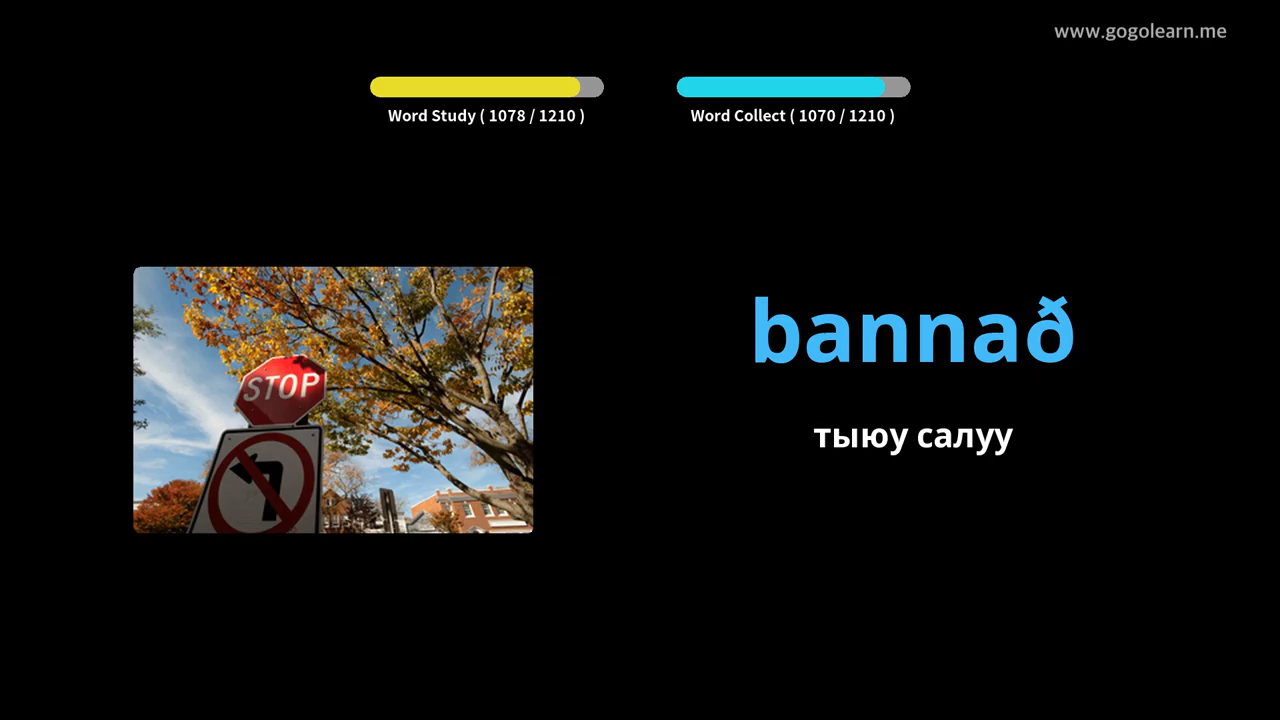 www.gogolearn.me
Word Study ( 1078 / 1210 )
Word Collect ( 1070 / 1210 )
bannað
тыюу салуу
STOP